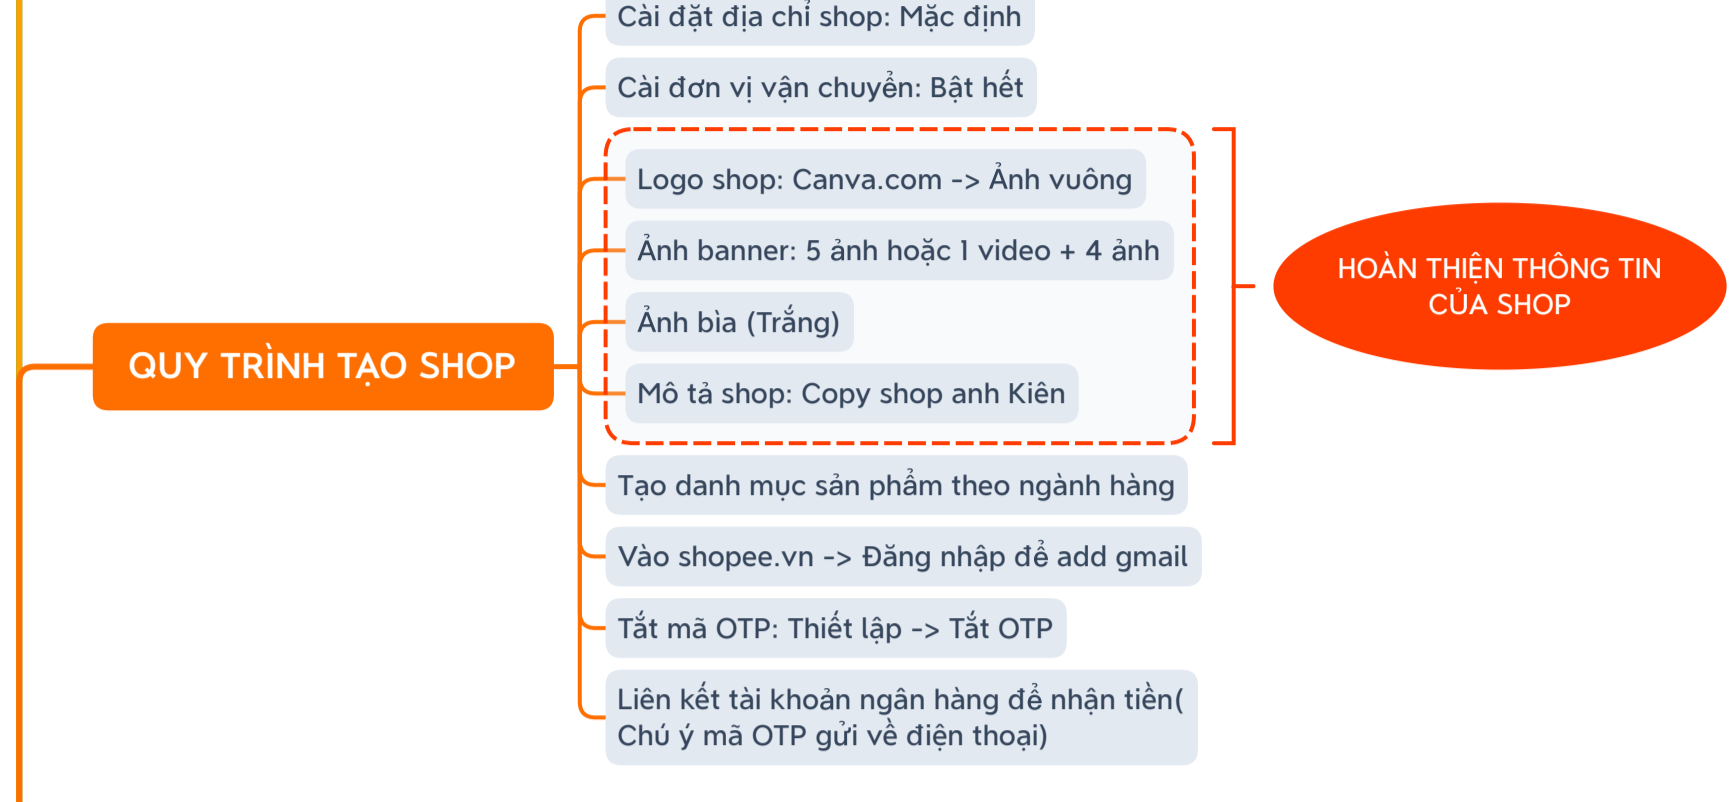 Cài đặt địa chỉ shop: Mặc định
Cài đơn vị vận chuyển: Bật hết
Logo shop: Canva.com -> Ảnh vuông
Ảnh banner: 5 ảnh hoặc 1 video + 4 ảnh
Ảnh bìa (Trắng)
Mô tả shop: Copy shop anh Kiên
HOÀN THIỆN THÔNG TIN
CỦA SHOP
QUY TRÌNH TẠO SHOP
Tạo danh mục sản phẩm theo ngành hàng
Vào shopee.vn -> Đăng nhập để add gmail
Tắt mã OTP: Thiết lập -> Tắt OTP
Liên kết tài khoản ngân hàng để nhận tiền(
Chú ý mã OTP gửi về điện thoại)